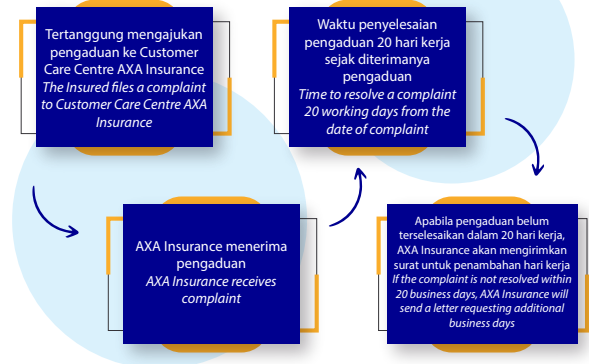 Tertanggung mengajukan
pengaduan ke Customer
Care Centre AXA Insurance
The Insured files a complaint
to Customer Care Centre AXA
Insurance
AXA Insurance menerima
pengaduan
AXA Insurance receives
complaint
Waktu penyelesaian
pengaduan 20 hari kerja
sejak diterimanya
pengaduan
Time to resolve a complaint
20 working days from the
date of complaint
Apabila pengaduan belum
terselesaikan dalam 20 hari kerja,
AXA Insurance akan mengirimkan
surat untuk penambahan hari kerja
If the complaint is not resolved within
20 business days, AXA Insurance will
send a letter requesting additional
business days